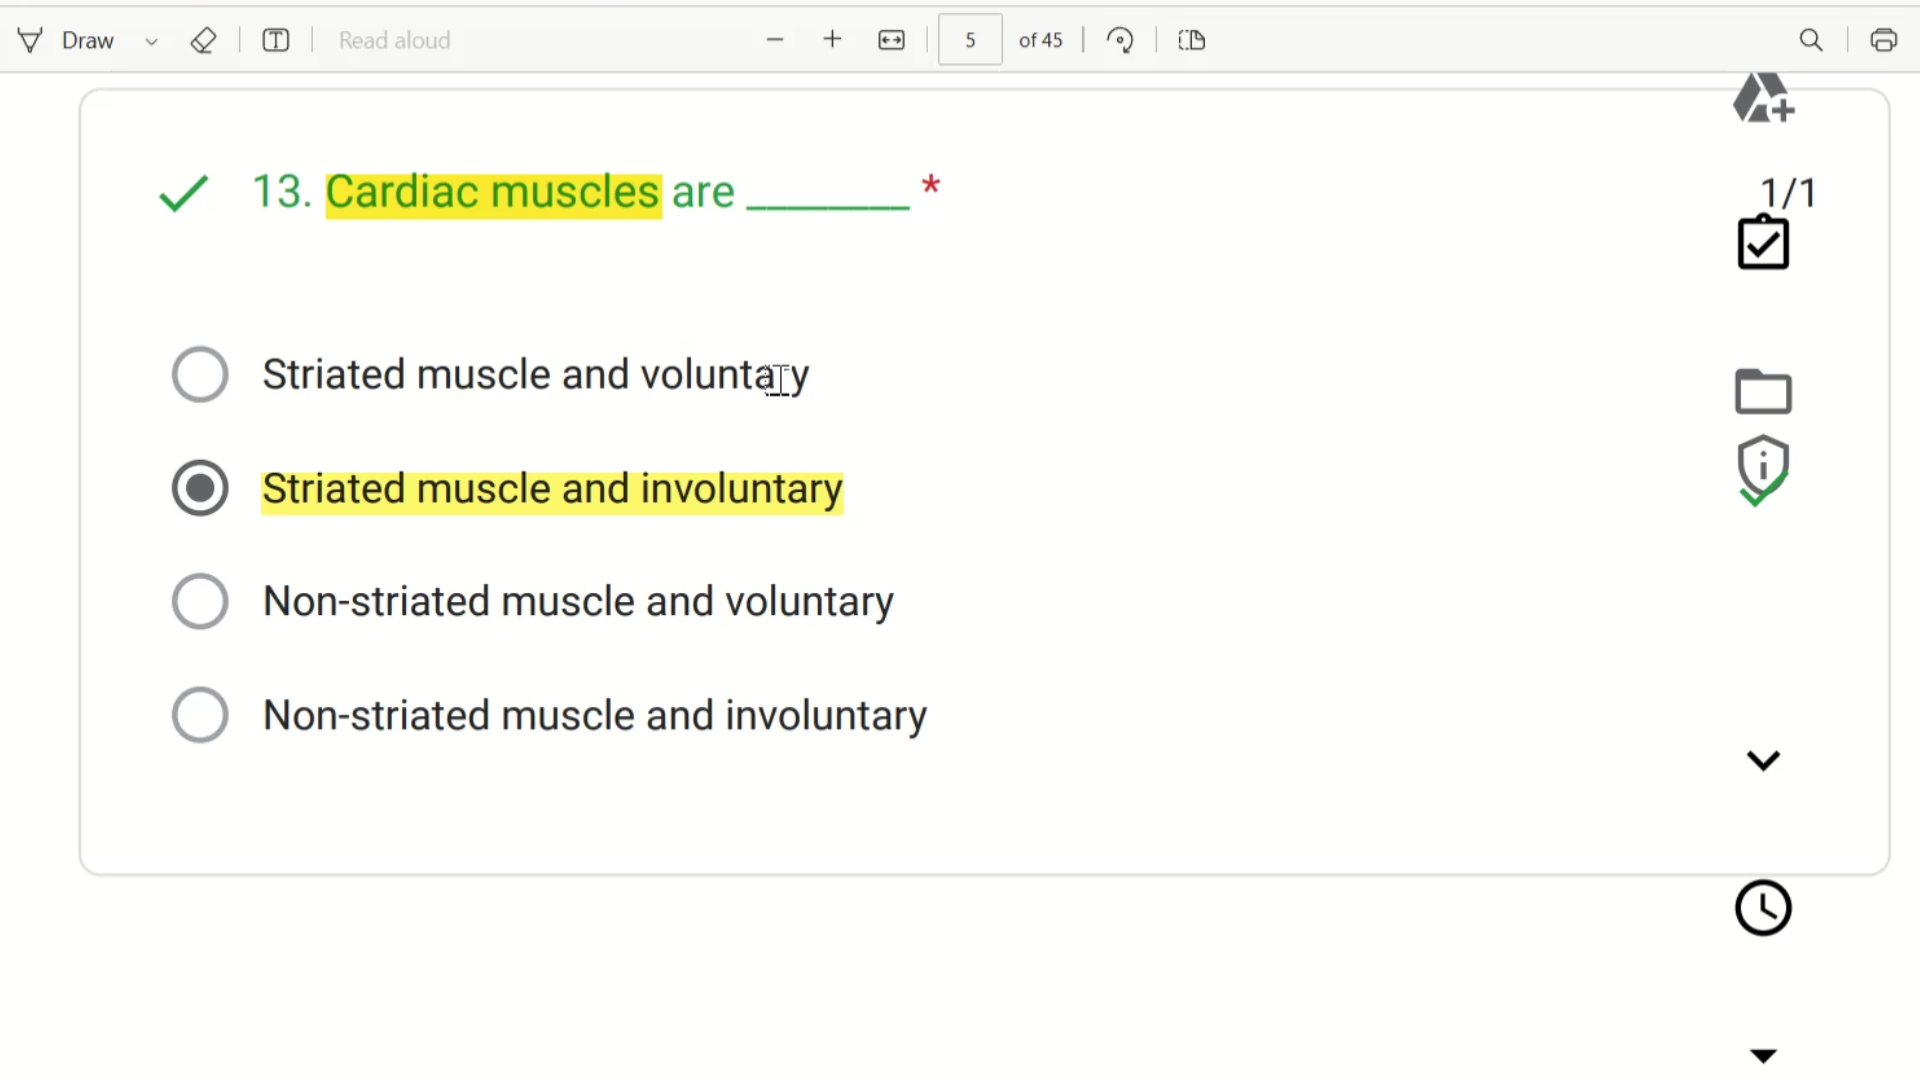 Draw Read aloud 5 of 45
13. Cardiac muscles are ________ * 1/1
Striated muscle and voluntary
Striated muscle and involuntary
Non-striated muscle and voluntary
Non-striated muscle and involuntary